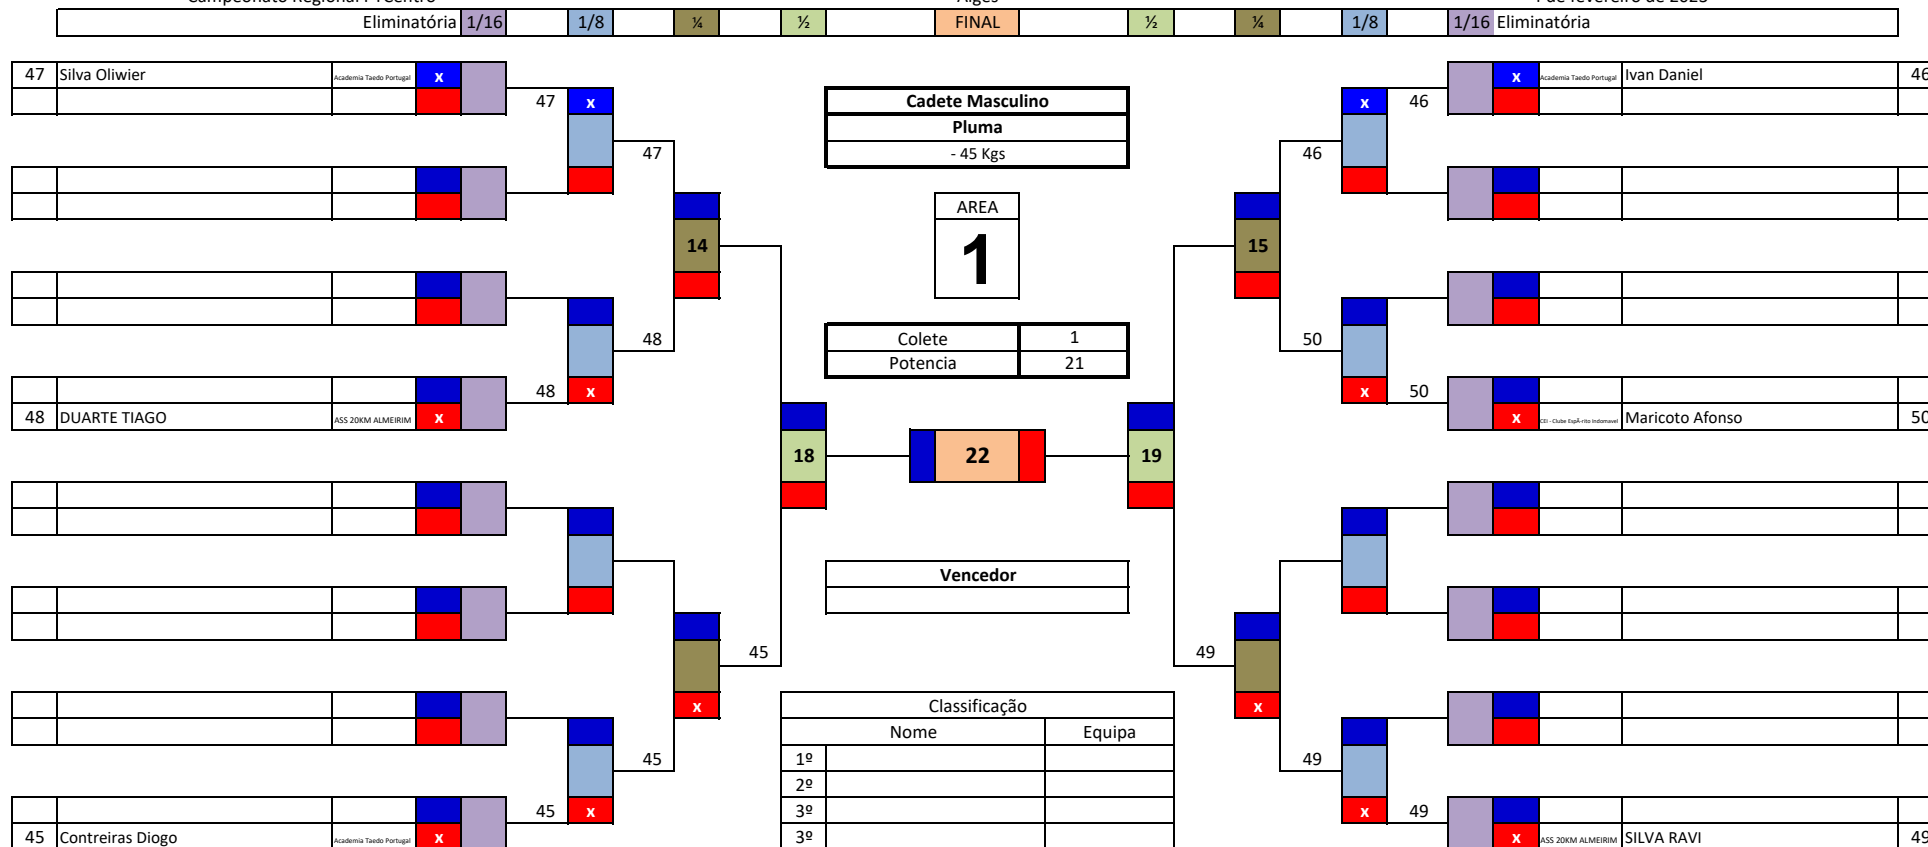 Eliminatória 1/16 1/8 ¼ ½ FINAL ½ ¼ 1/8 1/16 Eliminatória
47 Silva Oliwier Academia Taedo Portugal x
x Academia Taedo Portugal Ivan Daniel 46
47 x
Cadete Masculino
x 46
Pluma
47
- 45 Kgs
46
AREA
14
1
15
48
Colete 1
50
Potencia 21
48 x
x 50
48 DUARTE TIAGO ASS 20KM ALMEIRIM x
x Maricoto Afonso 50
18
22
19
Vencedor
45
49
x
Classificação
x
Nome Equipa
45
1º
49
2º
45 x
3º
x 49
45 Contreiras Diogo Academia Taedo Portugal x
3º
x ASS 20KM ALMEIRIM SILVA RAVI 49